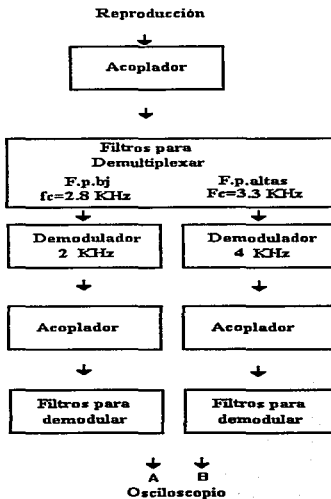 Reproducción
Acoplador
Filtros para
Demultiplexar
F.p.bj F.p.altas
fc=2.8 KHz Fc=3.3 KHz
Demodulador Demodulador
2 KHz 4 KHz
Acoplador Acoplador
Filtros para Filtros para
demodular demodular
A B
Osciloscopio